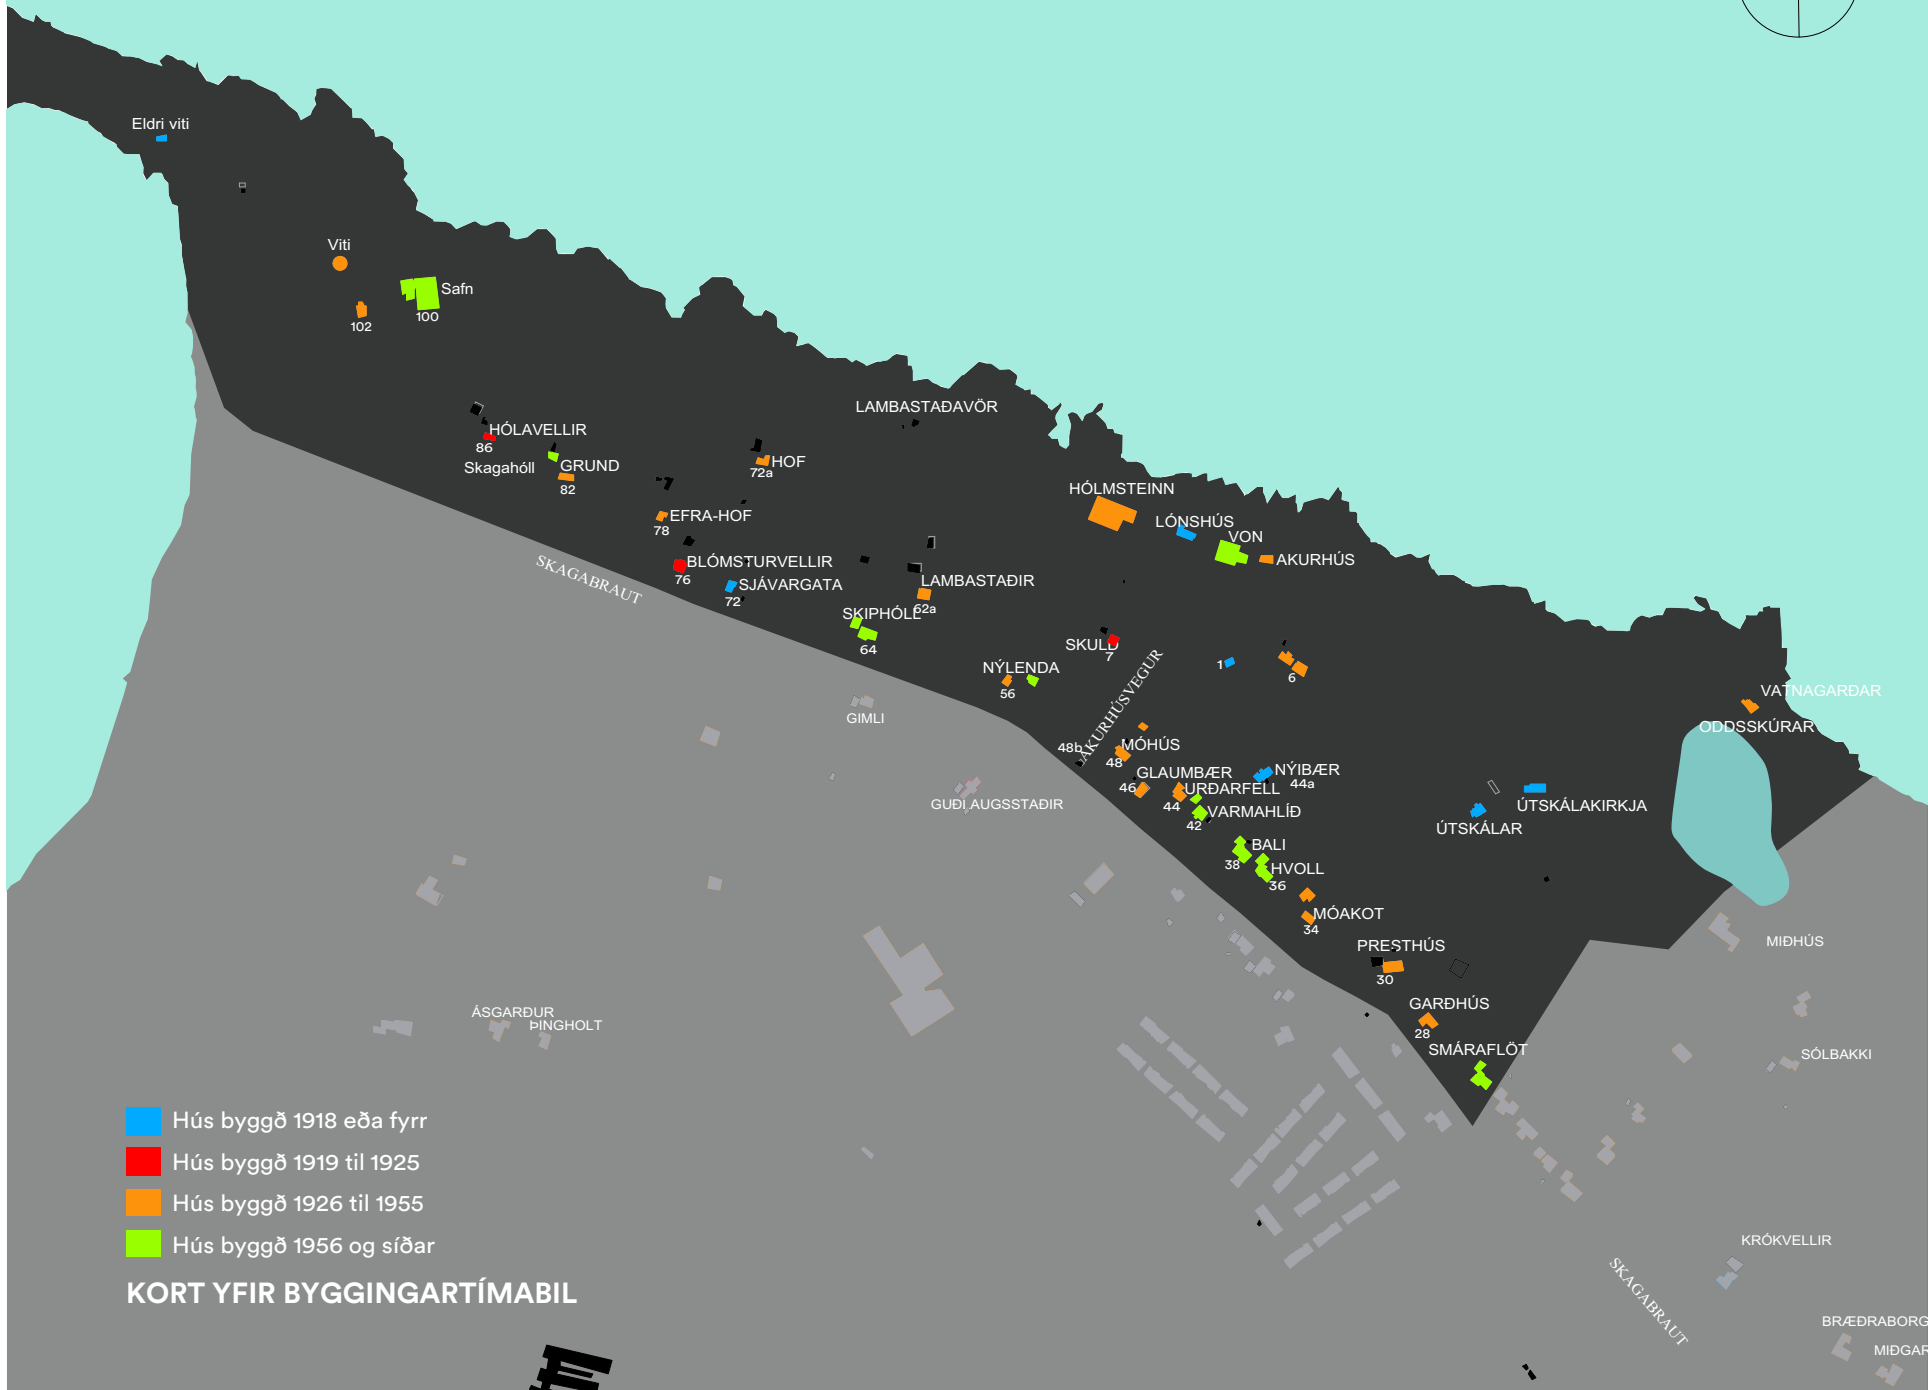 Eldri viti
Viti
Safn
102
100
LAMBASTAÐAVÖR
HÓLAVELLIR
86
Skagahóll
GRUND
82
HOF
72a
HÓLMSTEINN
EFRA-HOF
78
LÓNSHÚS
VON
AKURHÚS
BLÓMSTURVELLIR
76
SJÁVARGATA
72
SKAGABRAUT
LAMBASTAÐIR
62a
SKIPHÓLL
64
SKULD
7
NÝLENDA
56
1
6
AKURHÚSVEGUR
VATNAGARÐAR
ODDSSKÚRAR
GIMLI
48b
MÓHÚS
48
GLAUMBÆR
46
NÝIBÆR
44a
URÐARFELL
44
VARMAHLÍÐ
42
GUÐLAUGSSTAÐIR
ÚTSKÁLAKIRKJA
ÚTSKÁLAR
BALI
38
HVOLL
36
MÓAKOT
34
PRESTHÚS
30
MIÐHÚS
GARÐHÚS
28
SMÁRAFLÖT
ÁSGARÐUR
ÞINGHOLT
SÓLBAKKI
Hús byggð 1918 eða fyrr
Hús byggð 1919 til 1925
Hús byggð 1926 til 1955
Hús byggð 1956 og síðar
KORT YFIR BYGGINGARTÍMABIL
KRÓKVELLIR
SKAGABRAUT
BRÆÐRABORG
MIÐGAR